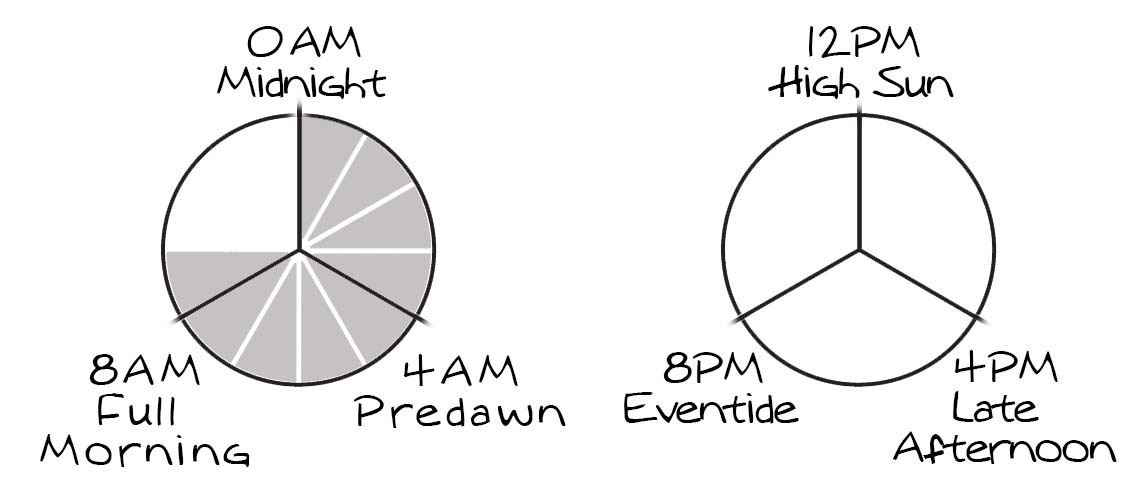 0AM
Midnight
12PM
High Sun
8AM
Full
Morning
4AM
Predawn
8PM
Eventide
4PM
Late
Afternoon